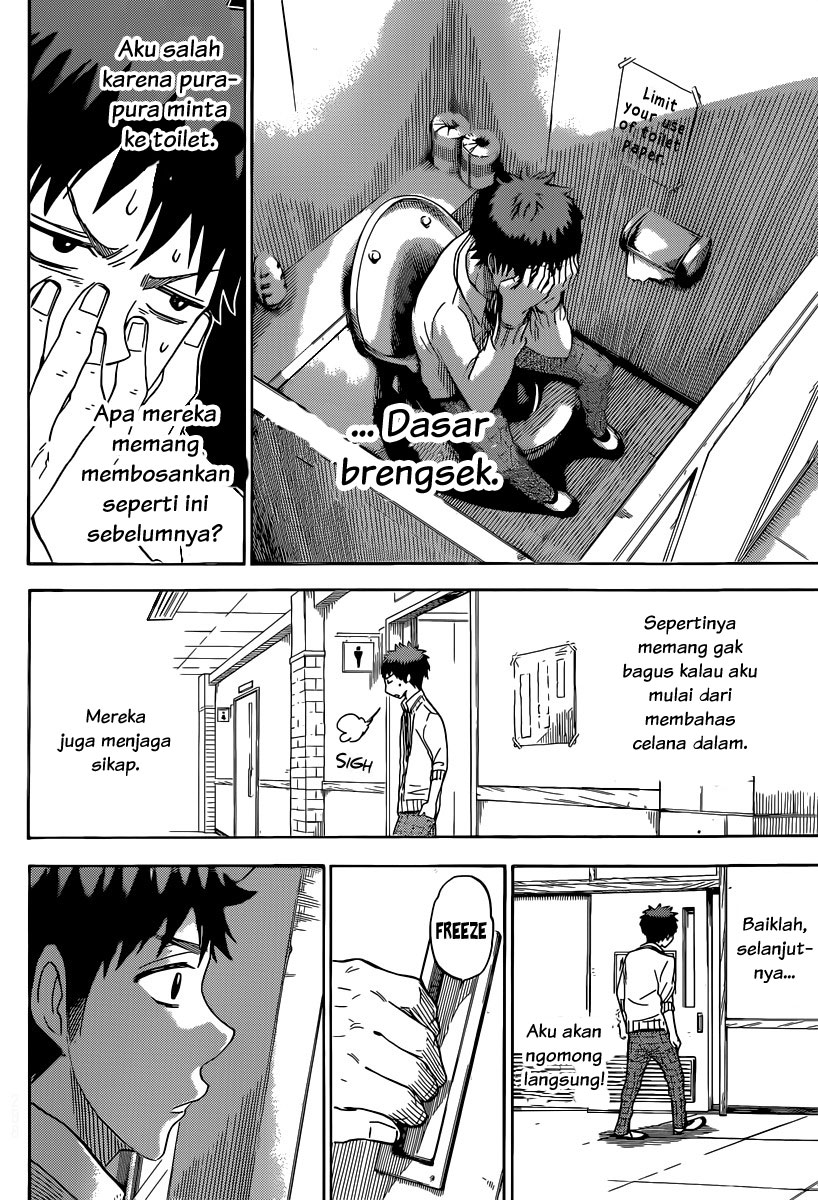 Limit
your use
of toilet
paper
... Dasar
brengsek.
Aku salah
karena pura-
pura minta
ke toilet.
Apa mereka
memang
membosankan
seperti ini
sebelumnya?
Sepertinya
memang gak
bagus kalau aku
mulai dari
membahas
celana dalam.
SIGH
Mereka
juga menjaga
sikap.
Baiklah,
selanjut-
nya...
Aku akan
ngomong
langsung!
FREEZE